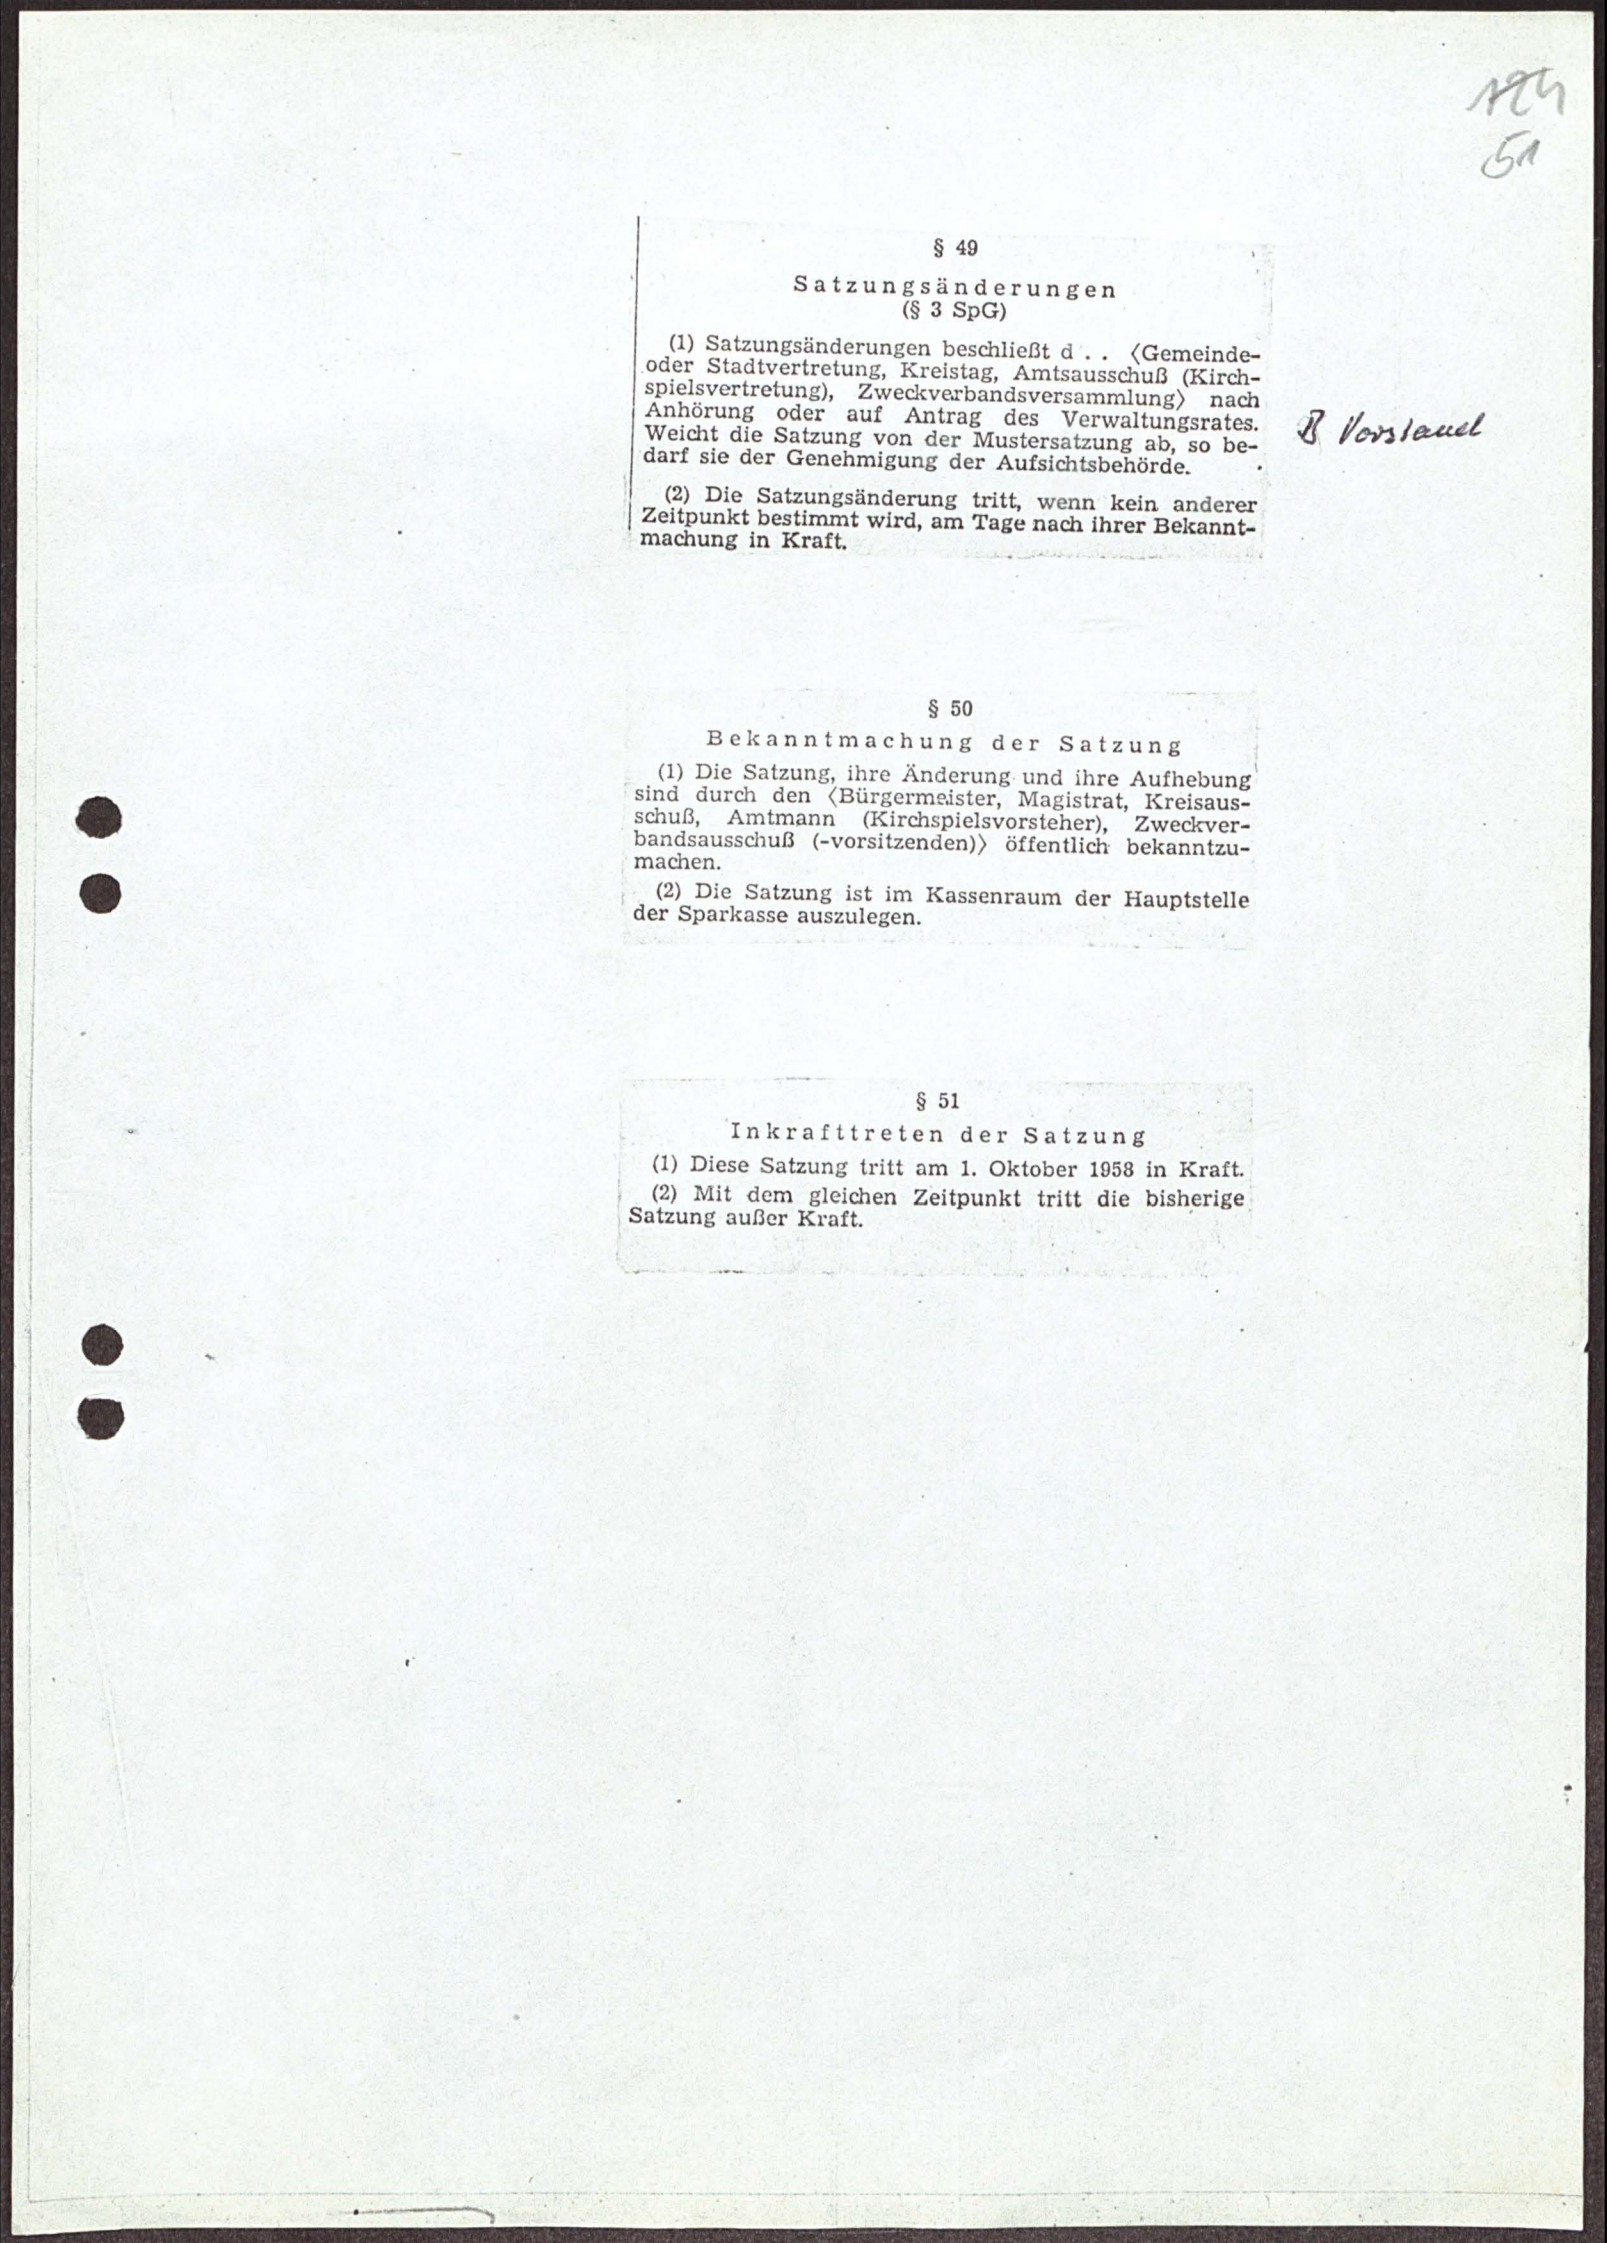 124
51
§ 49
Satzungsänderungen
(§ 3 SpG)
(1) Satzungsänderungen beschließt d . . ⟨Gemeinde-
oder Stadtvertretung, Kreistag, Amtsausschuß (Kirch-
spielsvertretung), Zweckverbandsversammlung⟩ nach
Anhörung oder auf Antrag des Verwaltungsrates.
Vorstand
Weicht die Satzung von der Mustersatzung ab, so be-
darf sie der Genehmigung der Aufsichtsbehörde.
(2) Die Satzungsänderung tritt, wenn kein anderer
Zeitpunkt bestimmt wird, am Tage nach ihrer Bekannt-
machung in Kraft.
§ 50
Bekanntmachung der Satzung
(1) Die Satzung, ihre Änderung und ihre Aufhebung
sind durch den ⟨Bürgermeister, Magistrat, Kreisaus-
schuß, Amtmann (Kirchspielsvorsteher), Zweckver-
bandsausschuß (-vorsitzenden)⟩ öffentlich bekanntzu-
machen.
(2) Die Satzung ist im Kassenraum der Hauptstelle
der Sparkasse auszulegen.
§ 51
Inkrafttreten der Satzung
(1) Diese Satzung tritt am 1. Oktober 1958 in Kraft.
(2) Mit dem gleichen Zeitpunkt tritt die bisherige
Satzung außer Kraft.